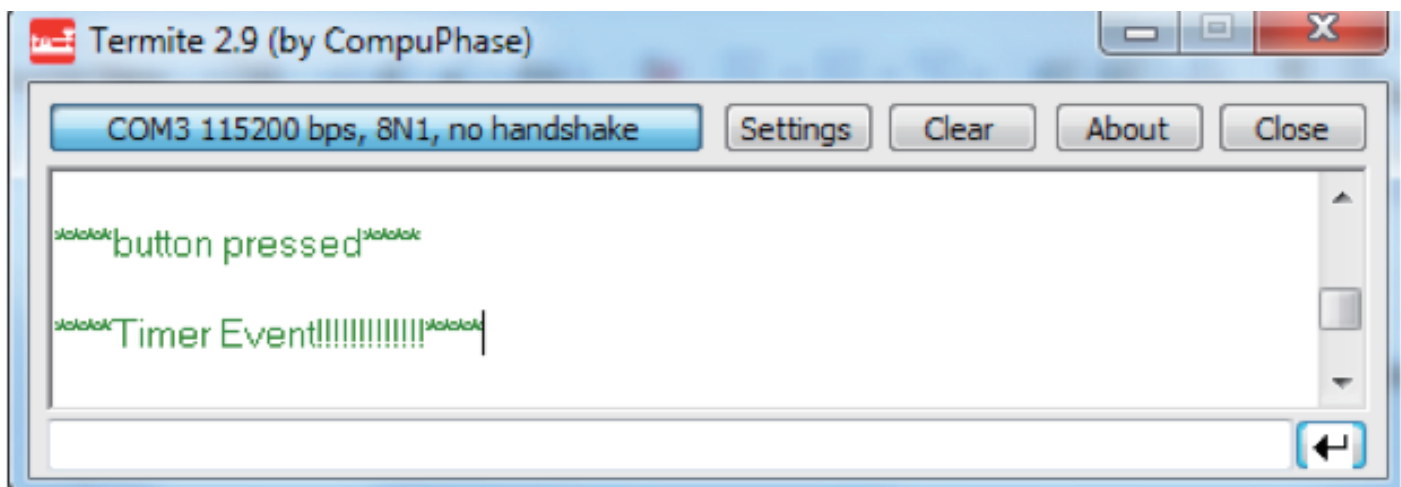 Termite 2.9 (by CompuPhase)
COM3 115200 bps, 8N1, no handshake Settings Clear About Close
*****button pressed*****
*****Timer Event!!!!!!!!!!!!!*****